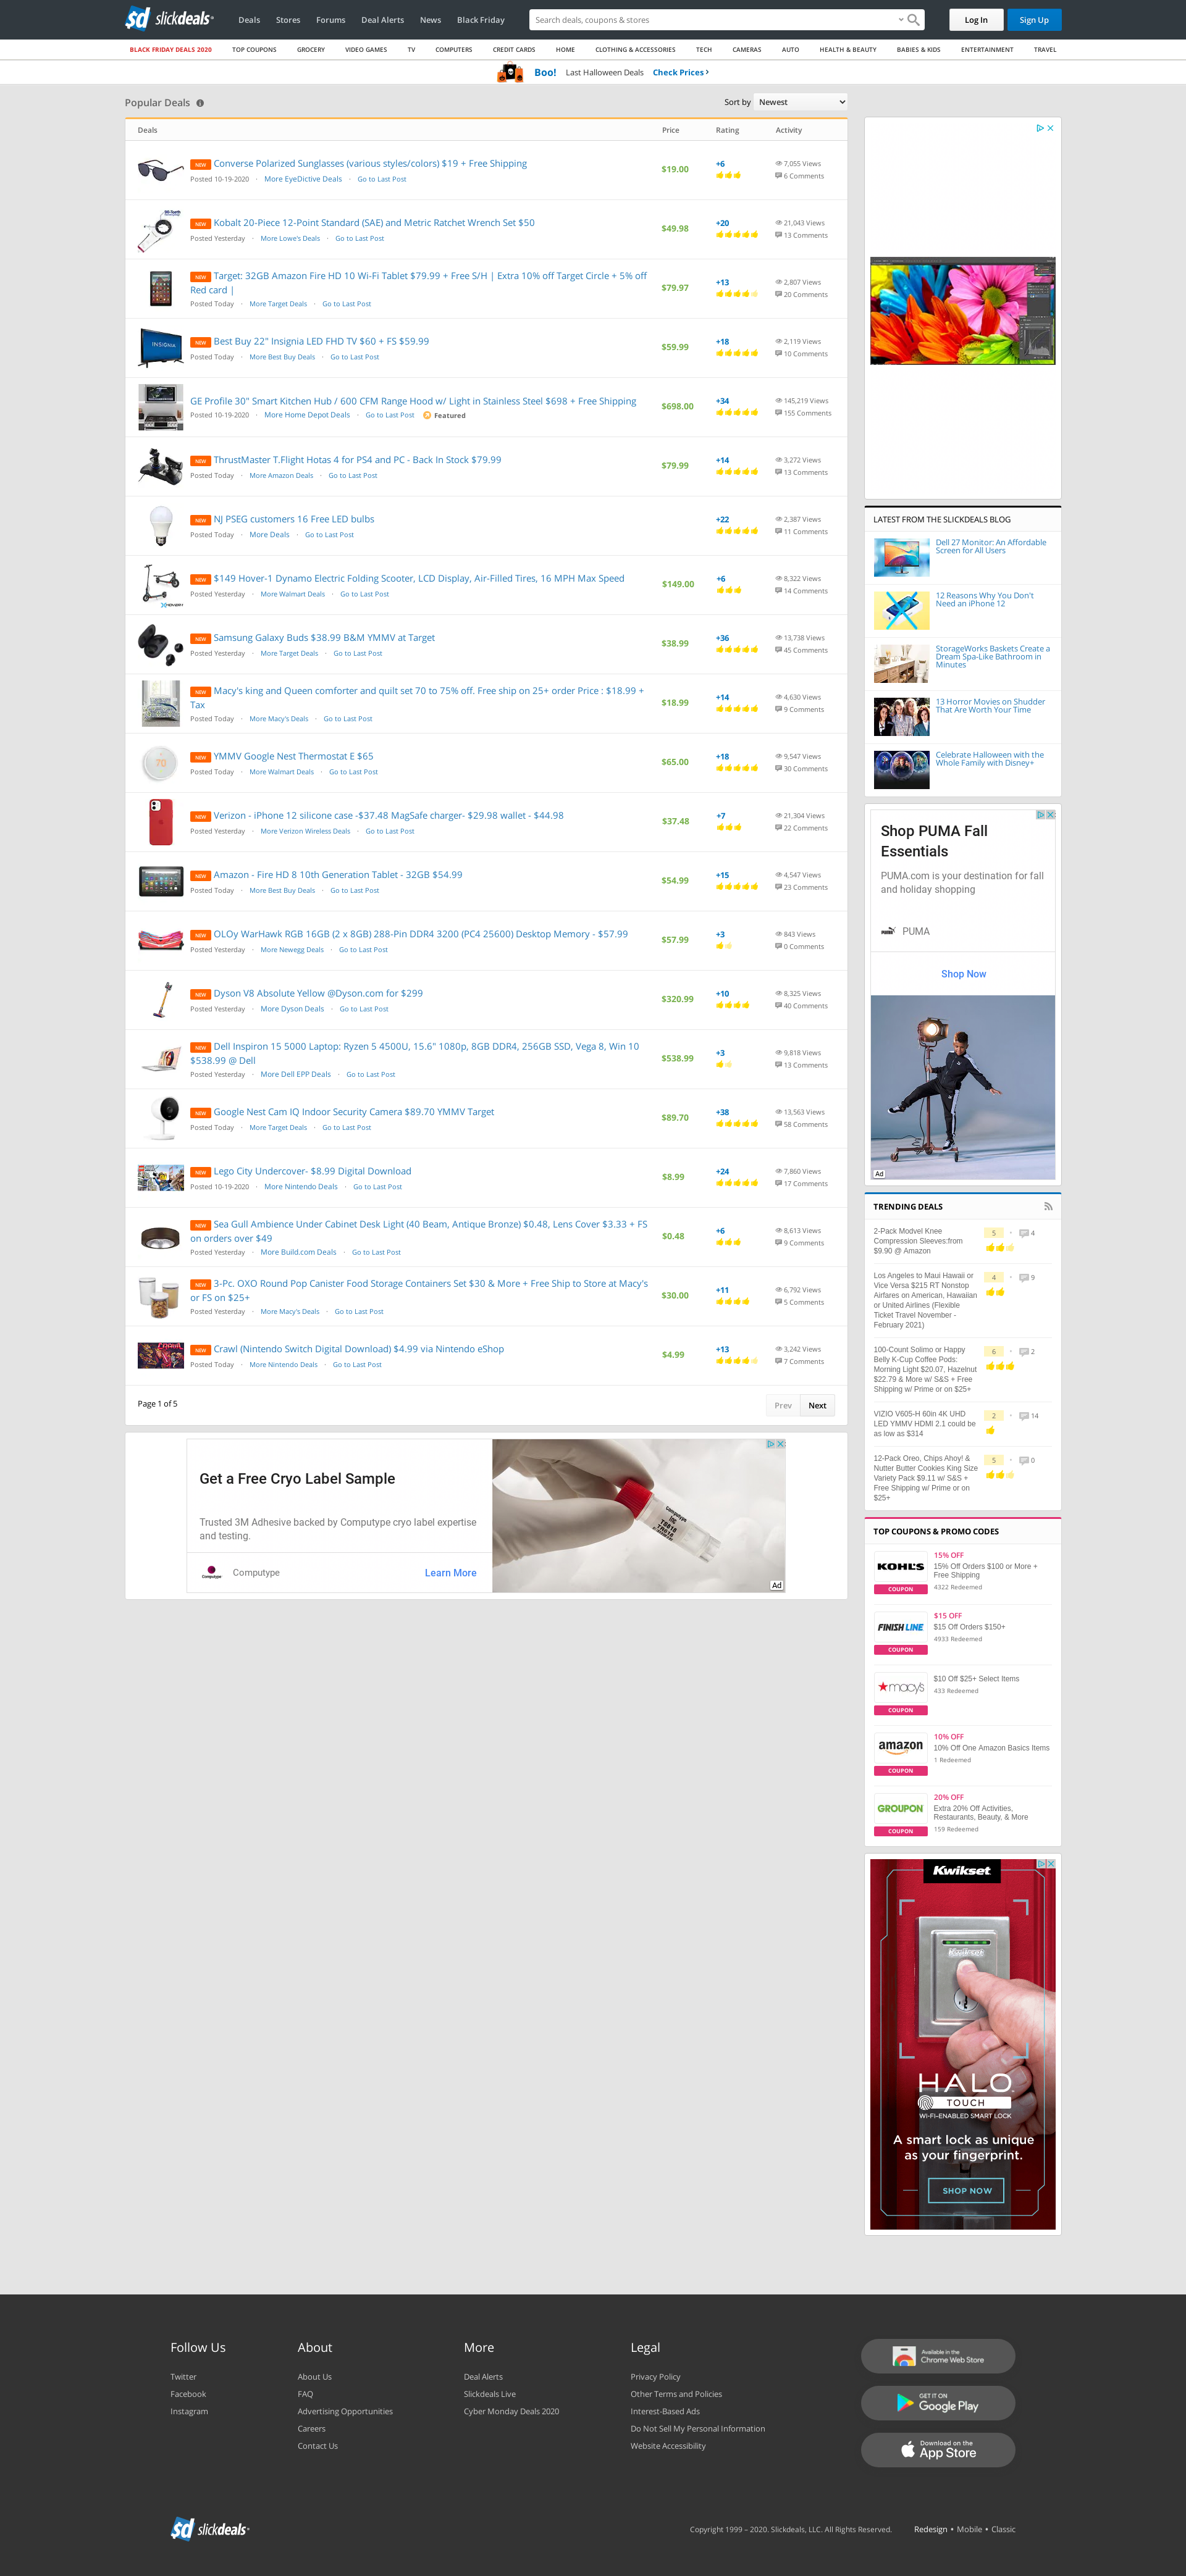 slickdeals
Deals Stores Forums Deal Alerts News Black Friday
Search deals, coupons & stores
Log In Sign Up
BLACK FRIDAY DEALS 2020 TOP COUPONS GROCERY VIDEO GAMES TV COMPUTERS CREDIT CARDS HOME CLOTHING & ACCESSORIES TECH CAMERAS AUTO HEALTH & BEAUTY BABIES & KIDS ENTERTAINMENT TRAVEL
Boo! Last Halloween Deals Check Prices ›
Popular Deals
Sort by Newest
Deals Price Rating Activity
NEW Converse Polarized Sunglasses (various styles/colors) $19 + Free Shipping
Posted 10-19-2020 · More EyeDictive Deals · Go to Last Post
$19.00 +6 7,055 Views
6 Comments
NEW Kobalt 20-Piece 12-Point Standard (SAE) and Metric Ratchet Wrench Set $50
Posted Yesterday · More Lowe's Deals · Go to Last Post
$49.98 +20 21,043 Views
13 Comments
NEW Target: 32GB Amazon Fire HD 10 Wi-Fi Tablet $79.99 + Free S/H | Extra 10% off Target Circle + 5% off
Red card |
Posted Today · More Target Deals · Go to Last Post
$79.97 +13 2,807 Views
20 Comments
INSIGNIA
NEW Best Buy 22" Insignia LED FHD TV $60 + FS $59.99
Posted Today · More Best Buy Deals · Go to Last Post
$59.99 +18 2,119 Views
10 Comments
GE Profile 30" Smart Kitchen Hub / 600 CFM Range Hood w/ Light in Stainless Steel $698 + Free Shipping
Posted 10-19-2020 · More Home Depot Deals · Go to Last Post Featured
$698.00 +34 145,219 Views
155 Comments
NEW ThrustMaster T.Flight Hotas 4 for PS4 and PC - Back In Stock $79.99
Posted Today · More Amazon Deals · Go to Last Post
$79.99 +14 3,272 Views
13 Comments
NEW NJ PSEG customers 16 Free LED bulbs
Posted Today · More Deals · Go to Last Post
+22 2,387 Views
11 Comments
NEW $149 Hover-1 Dynamo Electric Folding Scooter, LCD Display, Air-Filled Tires, 16 MPH Max Speed
Posted Yesterday · More Walmart Deals · Go to Last Post
$149.00 +6 8,322 Views
14 Comments
NEW Samsung Galaxy Buds $38.99 B&M YMMV at Target
Posted Yesterday · More Target Deals · Go to Last Post
$38.99 +36 13,738 Views
45 Comments
NEW Macy's king and Queen comforter and quilt set 70 to 75% off. Free ship on 25+ order Price : $18.99 +
Tax
Posted Today · More Macy's Deals · Go to Last Post
$18.99 +14 4,630 Views
9 Comments
70
NEW YMMV Google Nest Thermostat E $65
Posted Today · More Walmart Deals · Go to Last Post
$65.00 +18 9,547 Views
30 Comments
NEW Verizon - iPhone 12 silicone case -$37.48 MagSafe charger- $29.98 wallet - $44.98
Posted Yesterday · More Verizon Wireless Deals · Go to Last Post
$37.48 +7 21,304 Views
22 Comments
NEW Amazon - Fire HD 8 10th Generation Tablet - 32GB $54.99
Posted Today · More Best Buy Deals · Go to Last Post
$54.99 +15 4,547 Views
23 Comments
NEW OLOy WarHawk RGB 16GB (2 x 8GB) 288-Pin DDR4 3200 (PC4 25600) Desktop Memory - $57.99
Posted Yesterday · More Newegg Deals · Go to Last Post
$57.99 +3 843 Views
0 Comments
NEW Dyson V8 Absolute Yellow @Dyson.com for $299
Posted Yesterday · More Dyson Deals · Go to Last Post
$320.99 +10 8,325 Views
40 Comments
NEW Dell Inspiron 15 5000 Laptop: Ryzen 5 4500U, 15.6" 1080p, 8GB DDR4, 256GB SSD, Vega 8, Win 10
$538.99 @ Dell
Posted Yesterday · More Dell EPP Deals · Go to Last Post
$538.99 +3 9,818 Views
13 Comments
NEW Google Nest Cam IQ Indoor Security Camera $89.70 YMMV Target
Posted Today · More Target Deals · Go to Last Post
$89.70 +38 13,563 Views
58 Comments
NEW Lego City Undercover- $8.99 Digital Download
Posted 10-19-2020 · More Nintendo Deals · Go to Last Post
$8.99 +24 7,860 Views
17 Comments
NEW Sea Gull Ambience Under Cabinet Desk Light (40 Beam, Antique Bronze) $0.48, Lens Cover $3.33 + FS
on orders over $49
Posted Yesterday · More Build.com Deals · Go to Last Post
$0.48 +6 8,613 Views
9 Comments
NEW 3-Pc. OXO Round Pop Canister Food Storage Containers Set $30 & More + Free Ship to Store at Macy's
or FS on $25+
Posted Yesterday · More Macy's Deals · Go to Last Post
$30.00 +11 6,792 Views
5 Comments
NEW Crawl (Nintendo Switch Digital Download) $4.99 via Nintendo eShop
Posted Today · More Nintendo Deals · Go to Last Post
$4.99 +13 3,242 Views
7 Comments
Page 1 of 5
Prev Next
Get a Free Cryo Label Sample
Trusted 3M Adhesive backed by Computype cryo label expertise
and testing.
Computype
Computype
Learn More
Ad
LATEST FROM THE SLICKDEALS BLOG
Dell 27 Monitor: An Affordable
Screen for All Users
12 Reasons Why You Don't
Need an iPhone 12
StorageWorks Baskets Create a
Dream Spa-Like Bathroom in
Minutes
13 Horror Movies on Shudder
That Are Worth Your Time
Celebrate Halloween with the
Whole Family with Disney+
Shop PUMA Fall
Essentials
PUMA.com is your destination for fall
and holiday shopping
PUMA
Shop Now
Ad
TRENDING DEALS
2-Pack Modvel Knee
Compression Sleeves:from
$9.90 @ Amazon
5 - 4
Los Angeles to Maui Hawaii or
Vice Versa $215 RT Nonstop
Airfares on American, Hawaiian
or United Airlines (Flexible
Ticket Travel November -
February 2021)
4 - 9
100-Count Solimo or Happy
Belly K-Cup Coffee Pods:
Morning Light $20.07, Hazelnut
$22.79 & More w/ S&S + Free
Shipping w/ Prime or on $25+
6 - 2
VIZIO V605-H 60in 4K UHD
LED YMMV HDMI 2.1 could be
as low as $314
2 - 14
12-Pack Oreo, Chips Ahoy! &
Nutter Butter Cookies King Size
Variety Pack $9.11 w/ S&S +
Free Shipping w/ Prime or on
$25+
5 - 0
TOP COUPONS & PROMO CODES
KOHL'S
COUPON
15% OFF
15% Off Orders $100 or More +
Free Shipping
4322 Redeemed
FINISH LINE
COUPON
$15 OFF
$15 Off Orders $150+
4933 Redeemed
macy's
COUPON
$10 Off $25+ Select Items
433 Redeemed
amazon
COUPON
10% OFF
10% Off One Amazon Basics Items
1 Redeemed
GROUPON
COUPON
20% OFF
Extra 20% Off Activities,
Restaurants, Beauty, & More
159 Redeemed
Kwikset
Kwikset
HALO
TOUCH
WI-FI-ENABLED SMART LOCK
A smart lock as unique
as your fingerprint.
SHOP NOW
Follow Us
Twitter
Facebook
Instagram
About
About Us
FAQ
Advertising Opportunities
Careers
Contact Us
More
Deal Alerts
Slickdeals Live
Cyber Monday Deals 2020
Legal
Privacy Policy
Other Terms and Policies
Interest-Based Ads
Do Not Sell My Personal Information
Website Accessibility
Available in the
Chrome Web Store
GET IT ON
Google Play
Download on the
App Store
slickdeals
Copyright 1999 – 2020. Slickdeals, LLC. All Rights Reserved.
Redesign • Mobile • Classic